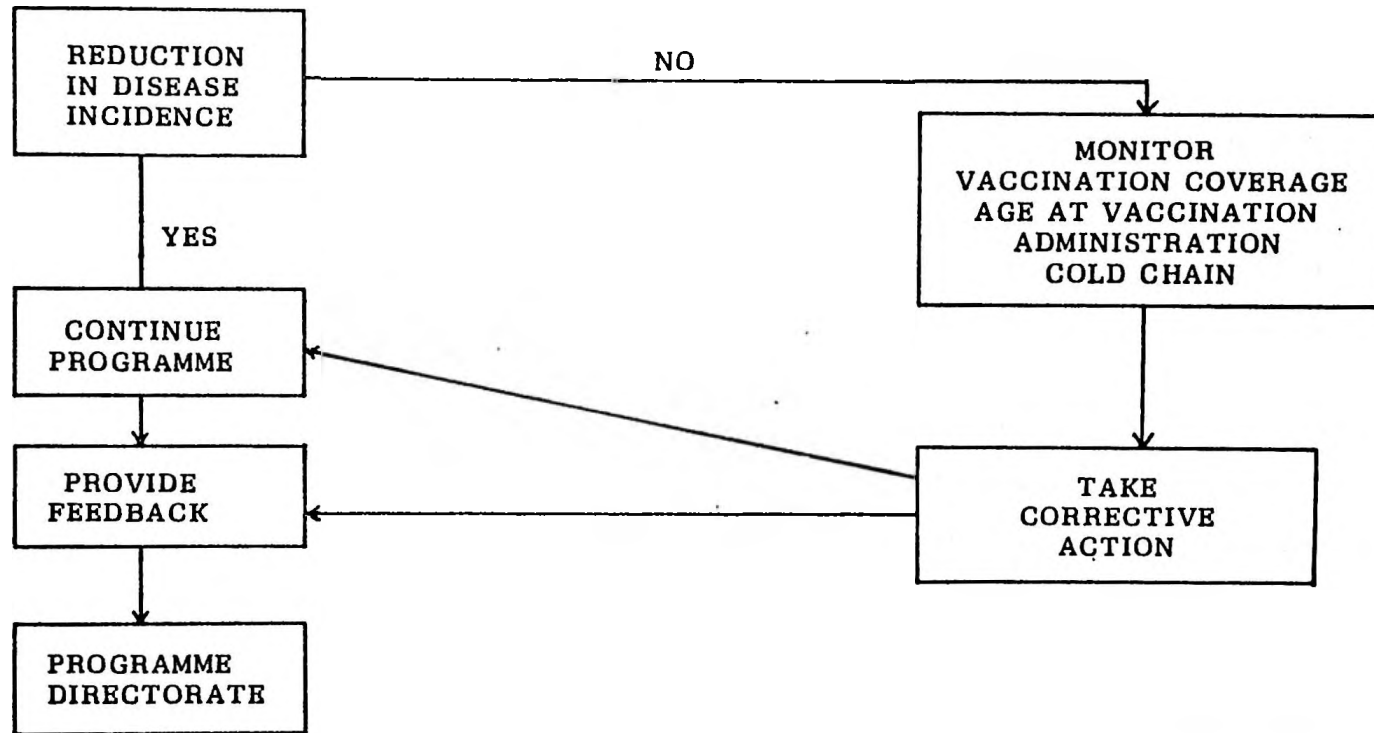 REDUCTION
IN DISEASE
INCIDENCE
NO
MONITOR
VACCINATION COVERAGE
AGE AT VACCINATION
ADMINISTRATION
COLD CHAIN
YES
CONTINUE
PROGRAMME
PROVIDE
FEEDBACK
TAKE
CORRECTIVE
ACTION
PROGRAMME
DIRECTORATE